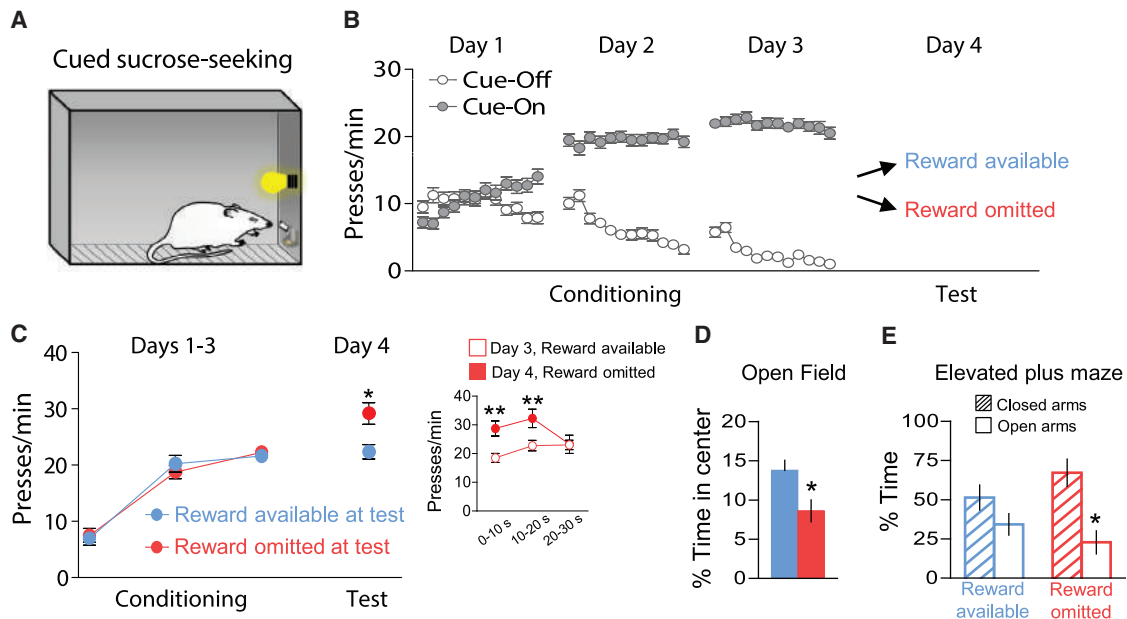 A
Cued sucrose-seeking
B
Day 1 Day 2 Day 3 Day 4
30
20
10
0
Presses/min
Cue-Off
Cue-On
Reward available
Reward omitted
Conditioning Test
C
Days 1-3 Day 4
40
30
20
10
0
Presses/min
*
Reward available at test
Reward omitted at test
Conditioning Test
Day 3, Reward available
Day 4, Reward omitted
40
30
20
10
0
Presses/min
** **
0-10 s
10-20 s
20-30 s
D
Open Field
20
15
10
5
0
% Time in center
*
E
Elevated plus maze
Closed arms
Open arms
100
75
50
25
0
% Time
*
Reward
available
Reward
omitted